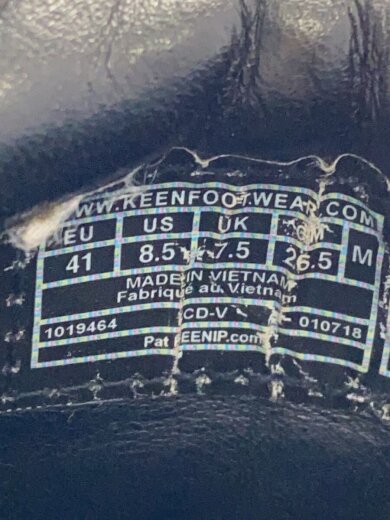 WWW.KEENFOOTWEAR.COM
EU US UK CM
41 8.5 7.5 26.5 M
MADE IN VIETNAM
Fabriqué au Vietnam
1019464 CD-V 010718
Pat KEENIP.com